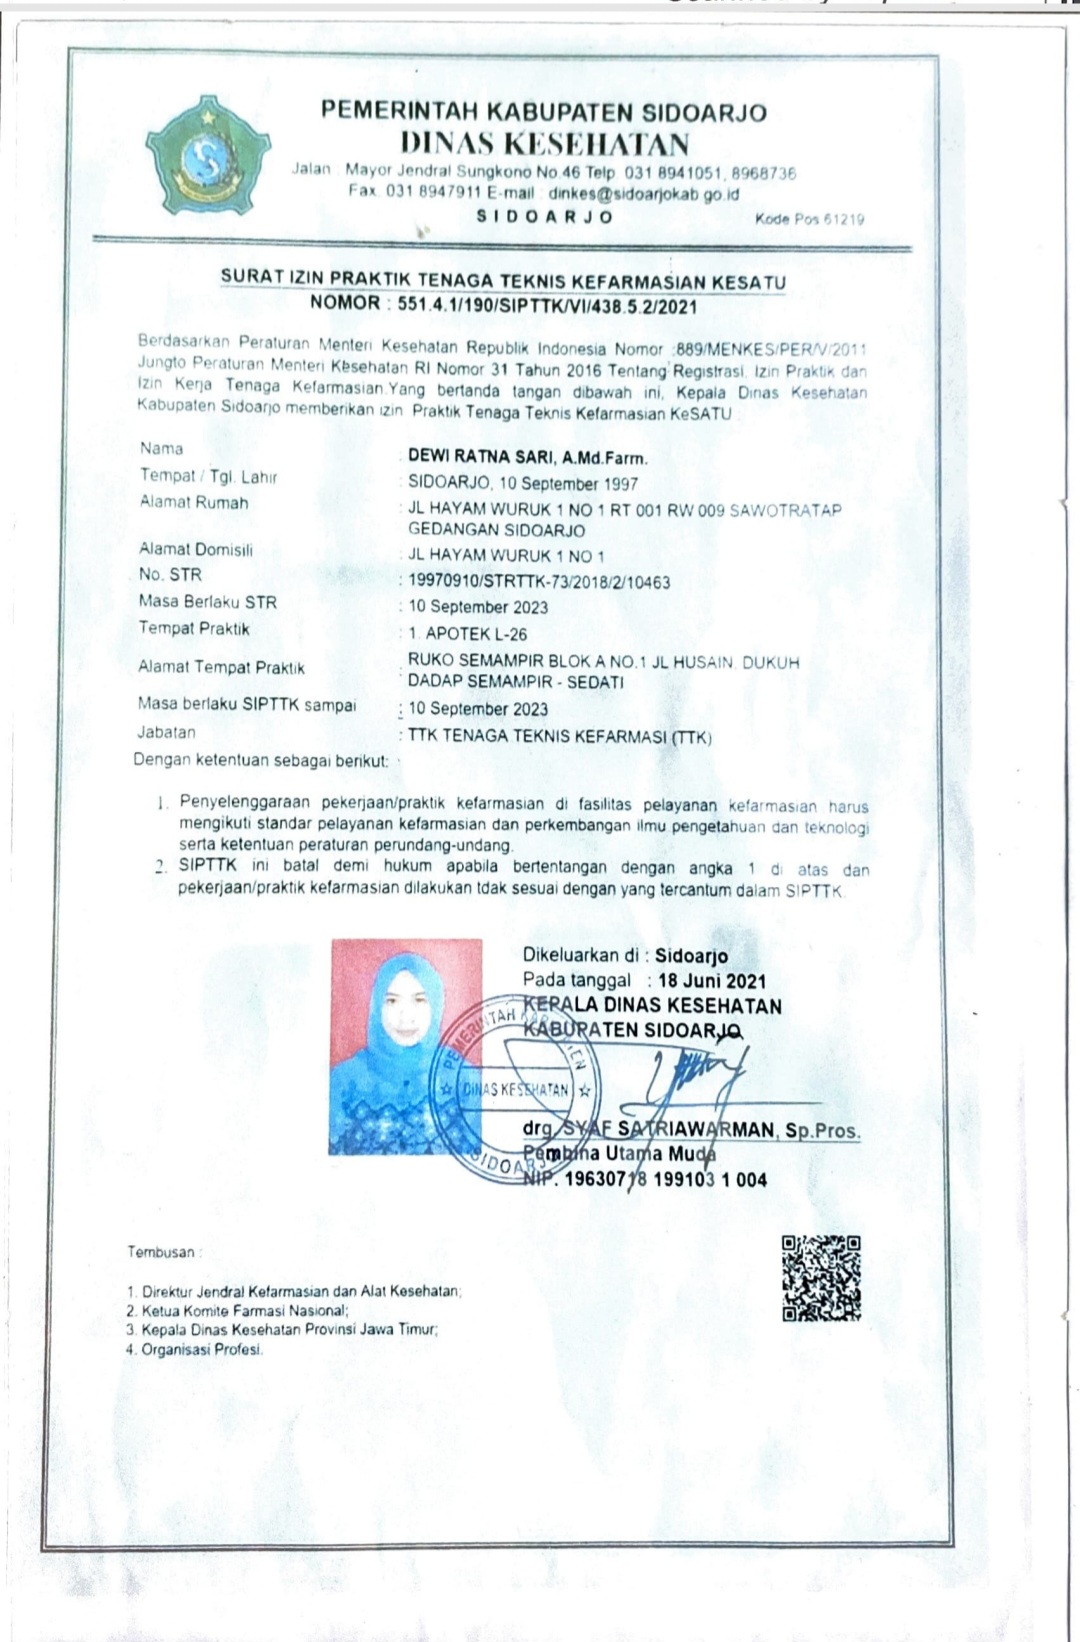 PEMERINTAH KABUPATEN SIDOARJO
DINAS KESEHATAN
Jalan : Mayor Jendral Sungkono No.46 Telp. 031 8941051, 8968736
Fax. 031 8947911 E-mail : dinkes@sidoarjokab.go.id
SIDOARJO
Kode Pos 61219
SURAT IZIN PRAKTIK TENAGA TEKNIS KEFARMASIAN KESATU
NOMOR : 551.4.1/190/SIPTTK/VI/438.5.2/2021
Berdasarkan Peraturan Menteri Kesehatan Republik Indonesia Nomor :889/MENKES/PER/V/2011
Jungto Peraturan Menteri Kesehatan RI Nomor 31 Tahun 2016 Tentang Registrasi, Izin Praktik dan
Izin Kerja Tenaga Kefarmasian.Yang bertanda tangan dibawah ini, Kepala Dinas Kesehatan
Kabupaten Sidoarjo memberikan izin Praktik Tenaga Teknis Kefarmasian KeSATU :
Nama : DEWI RATNA SARI, A.Md.Farm.
Tempat / Tgl. Lahir : SIDOARJO, 10 September 1997
Alamat Rumah : JL HAYAM WURUK 1 NO 1 RT 001 RW 009 SAWOTRATAP
GEDANGAN SIDOARJO
Alamat Domisili : JL HAYAM WURUK 1 NO 1
No. STR : 19970910/STRTTK-73/2018/2/10463
Masa Berlaku STR : 10 September 2023
Tempat Praktik : 1. APOTEK L-26
Alamat Tempat Praktik : RUKO SEMAMPIR BLOK A NO.1 JL HUSAIN. DUKUH
DADAP SEMAMPIR - SEDATI
Masa berlaku SIPTTK sampai : 10 September 2023
Jabatan : TTK TENAGA TEKNIS KEFARMASI (TTK)
Dengan ketentuan sebagai berikut:
1. Penyelenggaraan pekerjaan/praktik kefarmasian di fasilitas pelayanan kefarmasian harus
mengikuti standar pelayanan kefarmasian dan perkembangan ilmu pengetahuan dan teknologi
serta ketentuan peraturan perundang-undang.
2. SIPTTK ini batal demi hukum apabila bertentangan dengan angka 1 di atas dan
pekerjaan/praktik kefarmasian dilakukan tdak sesuai dengan yang tercantum dalam SIPTTK.
Dikeluarkan di : Sidoarjo
Pada tanggal : 18 Juni 2021
KEPALA DINAS KESEHATAN
KABUPATEN SIDOARJO
PEMERINTAH KABUPATEN
DINAS KESEHATAN
SIDOARJO
drg. SYAF SATRIAWARMAN, Sp.Pros.
Pembina Utama Muda
NIP. 19630718 199103 1 004
Tembusan :
1. Direktur Jendral Kefarmasian dan Alat Kesehatan;
2. Ketua Komite Farmasi Nasional;
3. Kepala Dinas Kesehatan Provinsi Jawa Timur;
4. Organisasi Profesi.